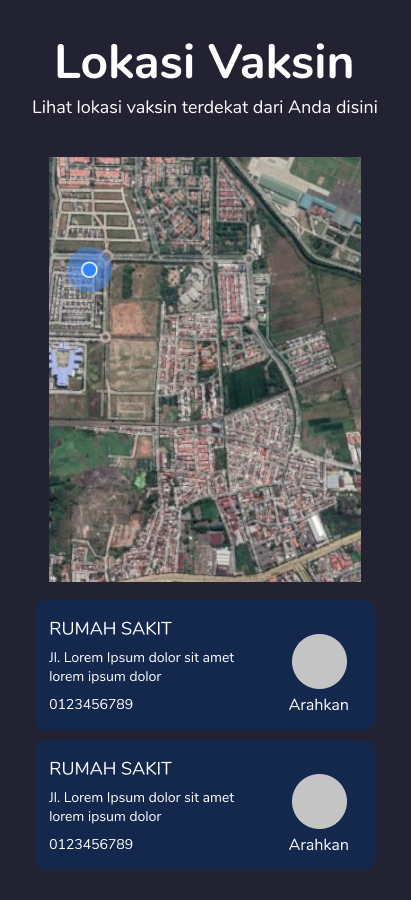 Lokasi Vaksin
Lihat lokasi vaksin terdekat dari Anda disini
RUMAH SAKIT
Jl. Lorem Ipsum dolor sit amet
lorem ipsum dolor
0123456789
Arahkan
RUMAH SAKIT
Jl. Lorem Ipsum dolor sit amet
lorem ipsum dolor
0123456789
Arahkan